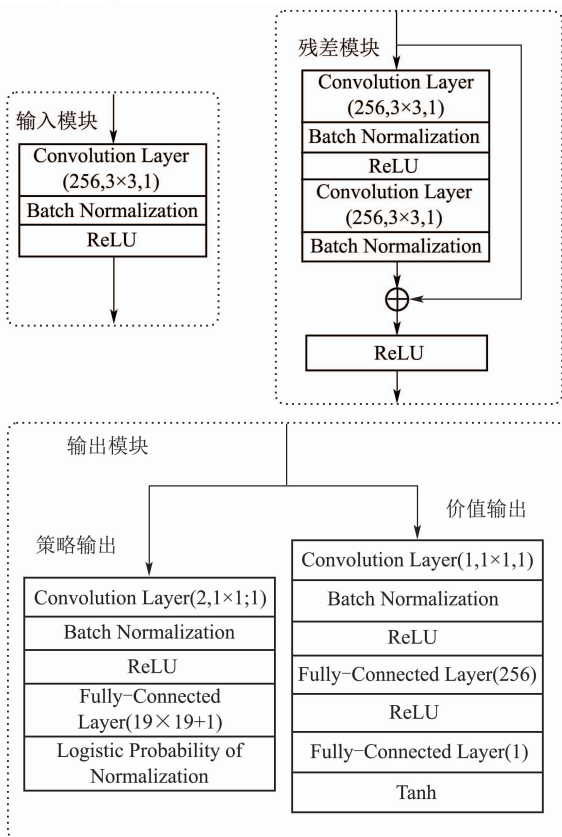 输入模块
Convolution Layer
(256,3×3,1)
Batch Normalization
ReLU
残差模块
Convolution Layer
(256,3×3,1)
Batch Normalization
ReLU
Convolution Layer
(256,3×3,1)
Batch Normalization
ReLU
输出模块
策略输出
Convolution Layer(2,1×1;1)
Batch Normalization
ReLU
Fully-Connected
Layer(19×19+1)
Logistic Probability of
Normalization
价值输出
Convolution Layer(1,1×1,1)
Batch Normalization
ReLU
Fully-Connected Layer(256)
ReLU
Fully-Connected Layer(1)
Tanh